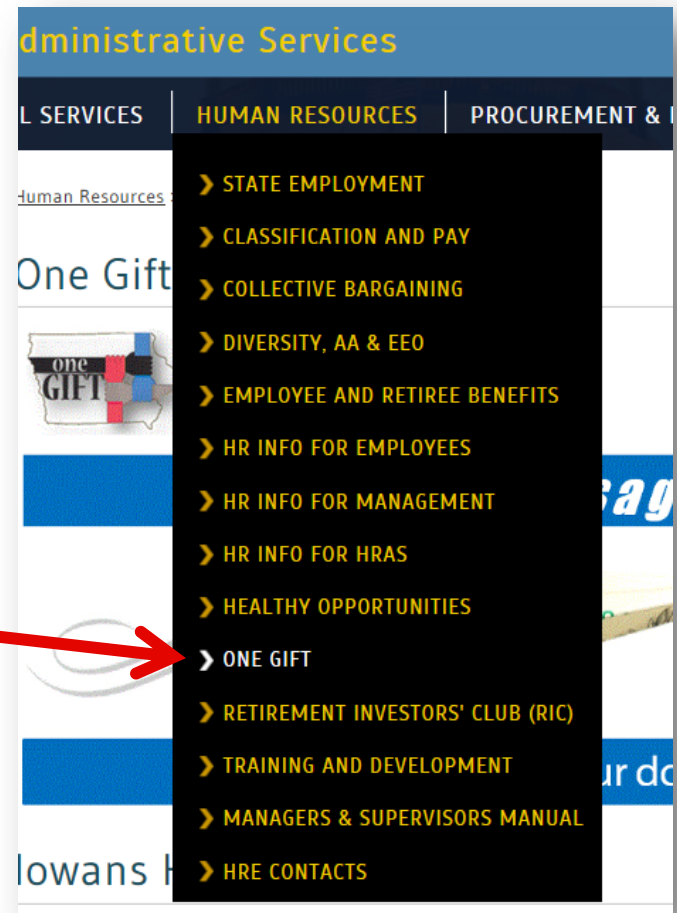 dministrative Services
L SERVICES HUMAN RESOURCES PROCUREMENT &
Human Resources
STATE EMPLOYMENT
CLASSIFICATION AND PAY
One Gift
COLLECTIVE BARGAINING
DIVERSITY, AA & EEO
one
GIFT
EMPLOYEE AND RETIREE BENEFITS
HR INFO FOR EMPLOYEES
HR INFO FOR MANAGEMENT
sag
HR INFO FOR HRAS
HEALTHY OPPORTUNITIES
ONE GIFT
RETIREMENT INVESTORS' CLUB (RIC)
TRAINING AND DEVELOPMENT
ur do
MANAGERS & SUPERVISORS MANUAL
Iowans H
HRE CONTACTS